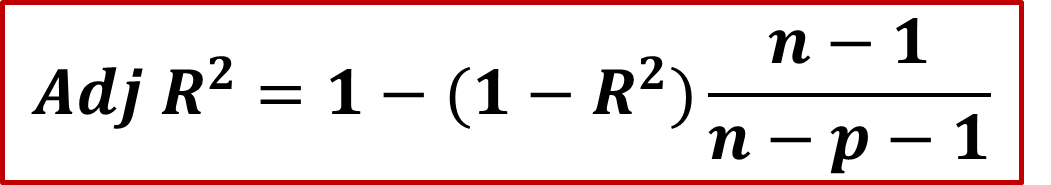 Adj R² = 1 − (1 − R²) (n − 1)/(n − p − 1)